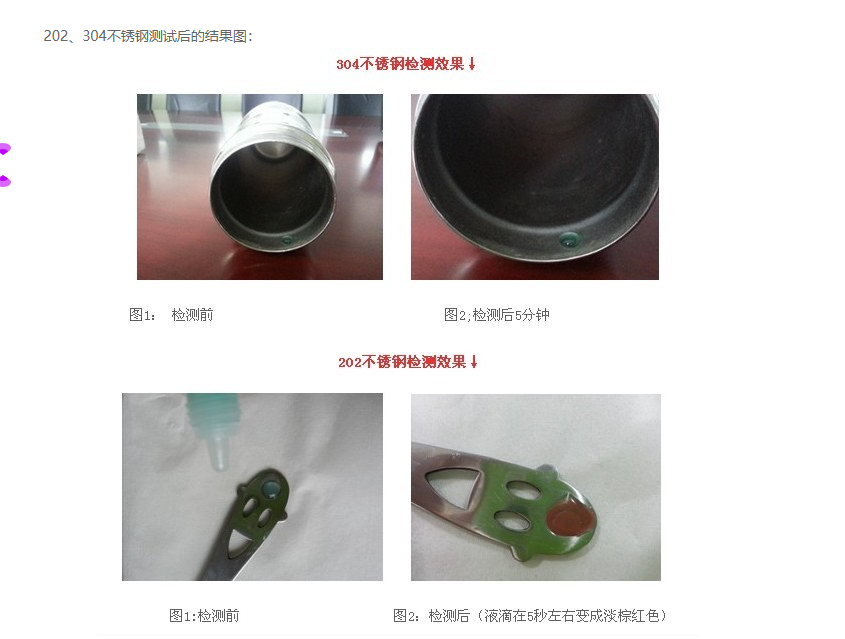 202、304不锈钢测试后的结果图：
304不锈钢检测效果↓
图1： 检测前
图2;检测后5分钟
202不锈钢检测效果↓
图1:检测前
图2：检测后（液滴在5秒左右变成淡棕红色）